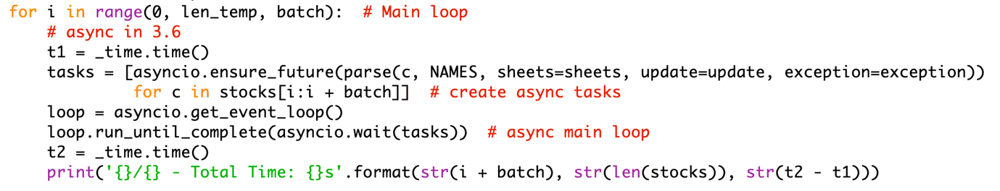 for i in range(0, len_temp, batch):  # Main loop
    # async in 3.6
    t1 = _time.time()
    tasks = [asyncio.ensure_future(parse(c, NAMES, sheets=sheets, update=update, exception=exception))
             for c in stocks[i:i + batch]]  # create async tasks
    loop = asyncio.get_event_loop()
    loop.run_until_complete(asyncio.wait(tasks))  # async main loop
    t2 = _time.time()
    print('{}/{} - Total Time: {}s'.format(str(i + batch), str(len(stocks)), str(t2 - t1)))